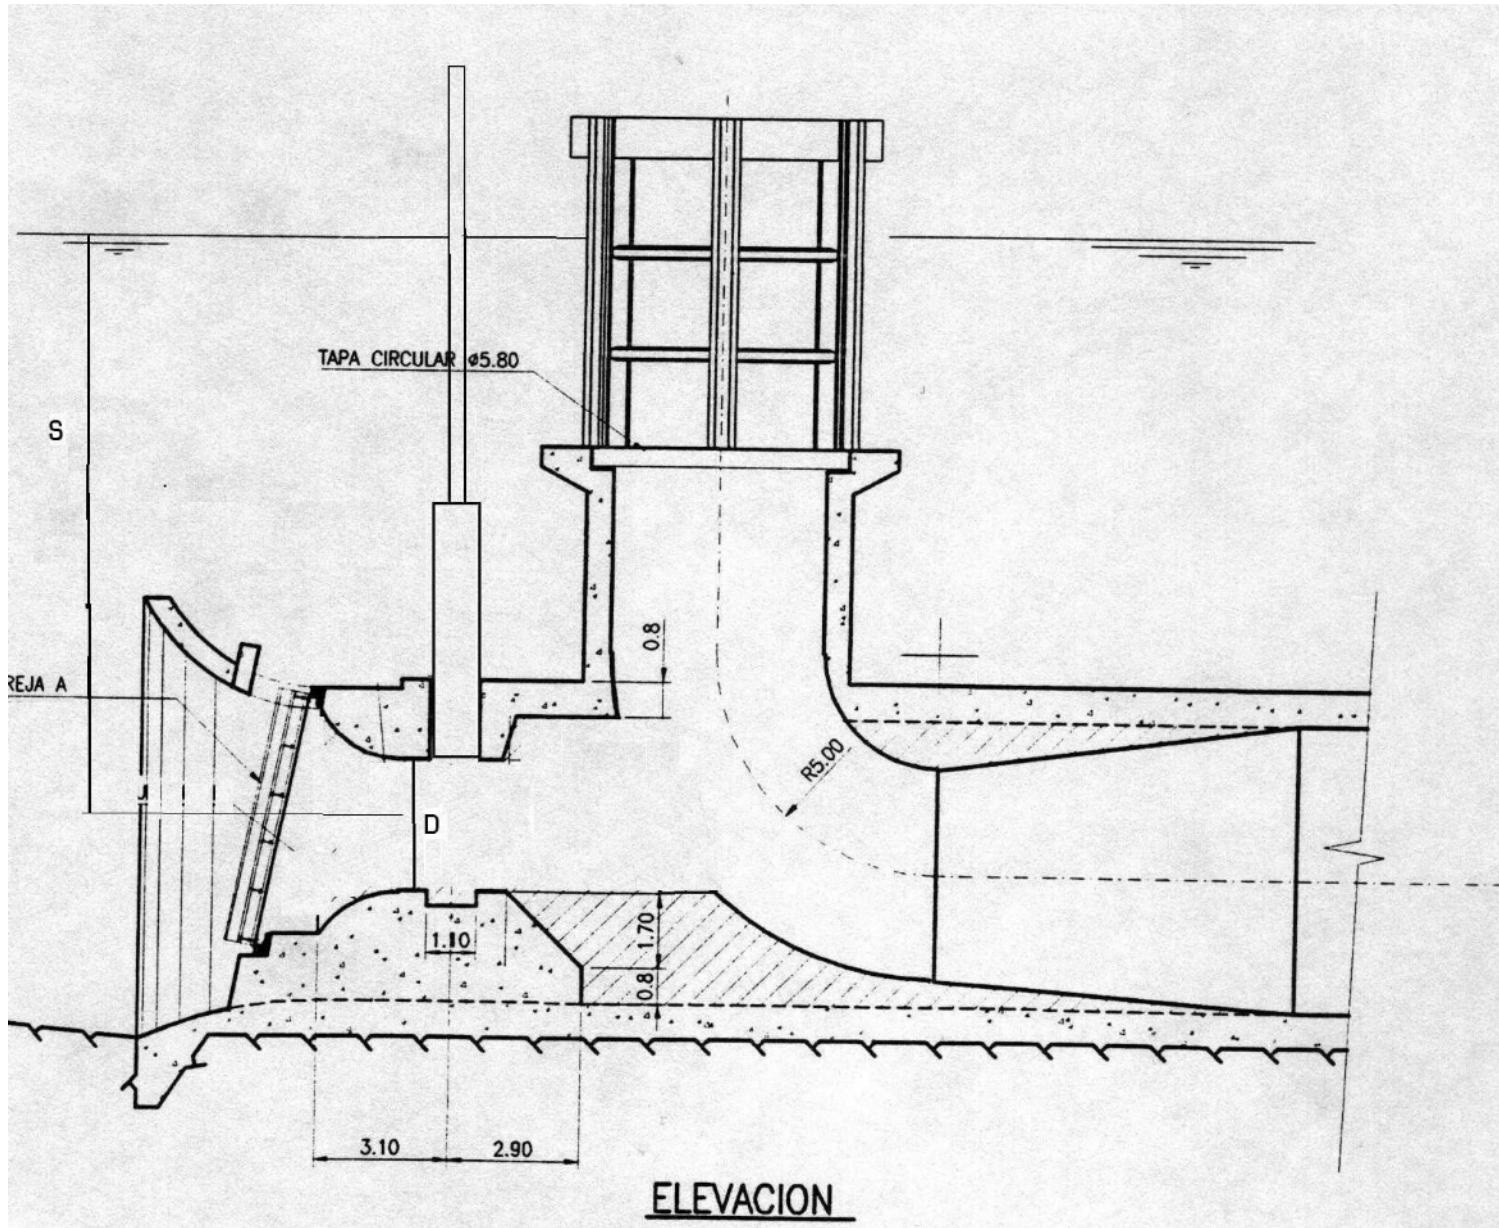 TAPA CIRCULAR ø5.80
S
0.8
REJA A
R5.00
D
1.70
1.10
0.8
3.10
2.90
ELEVACION